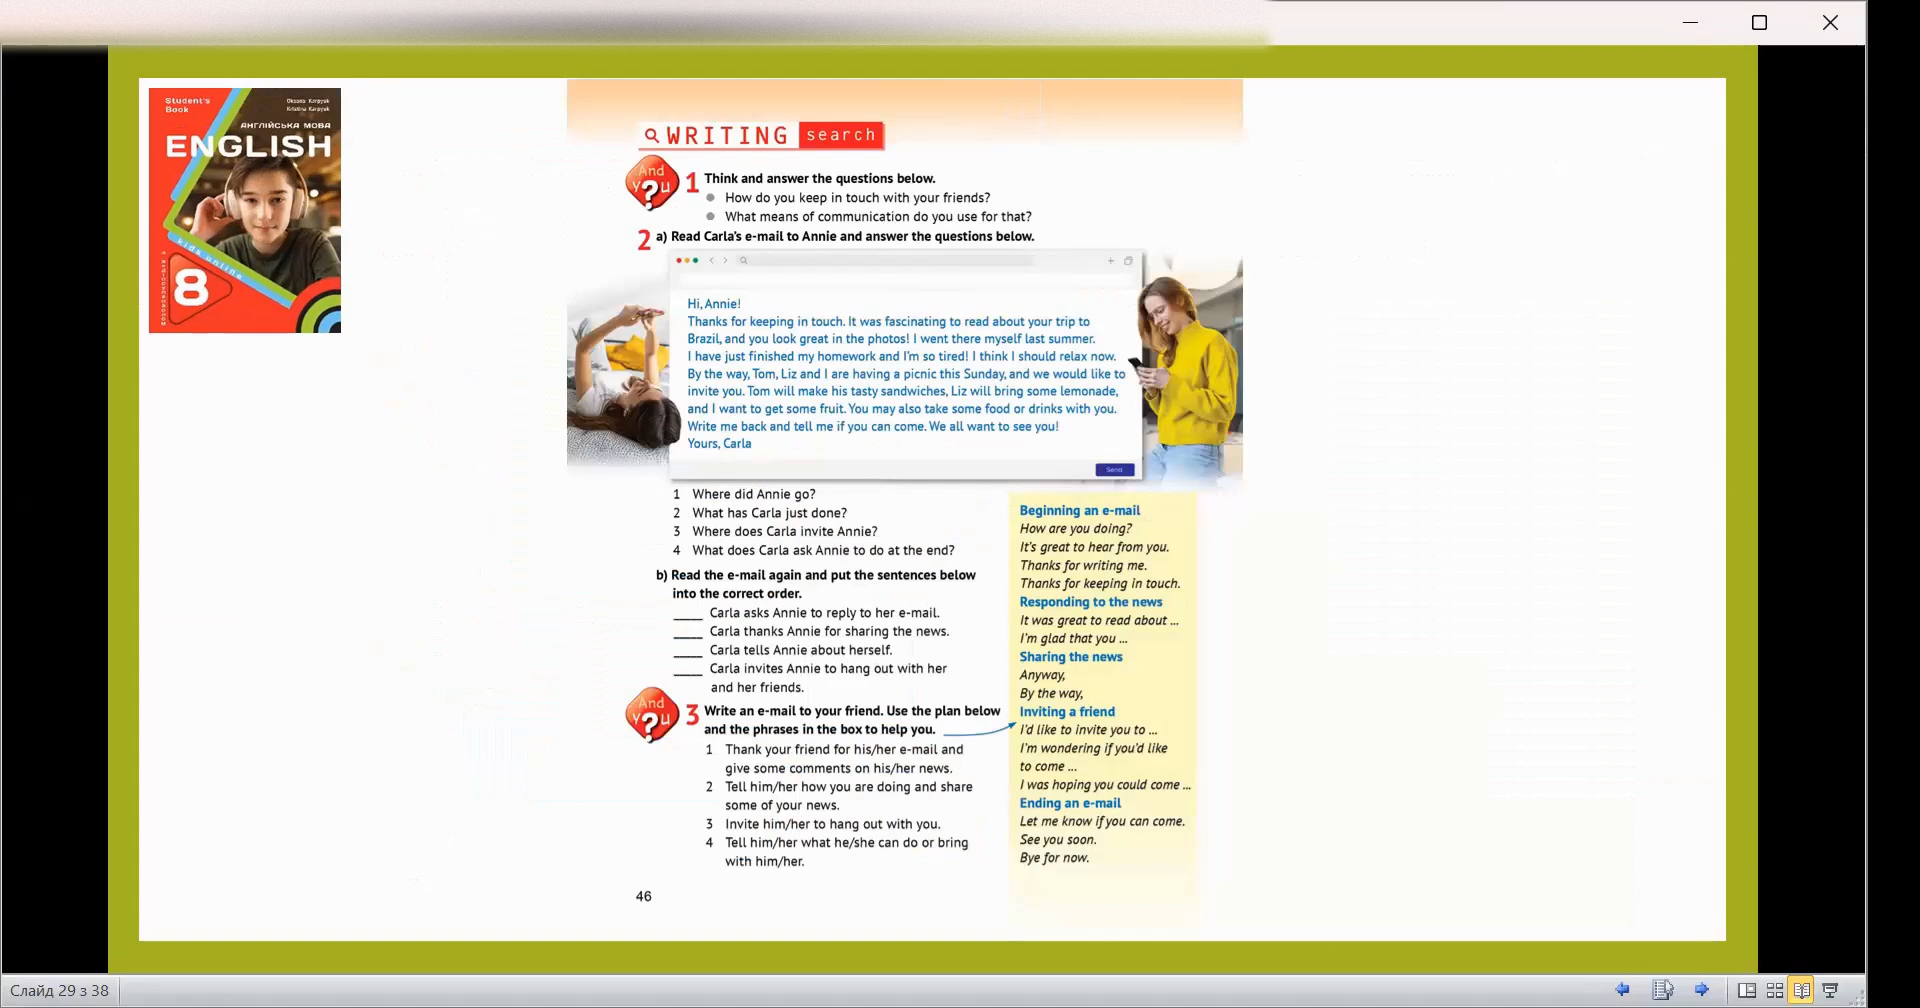 Student's
Book
Oksana Karpyuk
Kristina Karpyuk
АНГЛІЙСЬКА МОВА
ENGLISH
kids online
8
WRITING search
And
y?u
1 Think and answer the questions below.
How do you keep in touch with your friends?
What means of communication do you use for that?
2 a) Read Carla's e-mail to Annie and answer the questions below.
Hi, Annie!
Thanks for keeping in touch. It was fascinating to read about your trip to
Brazil, and you look great in the photos! I went there myself last summer.
I have just finished my homework and I'm so tired! I think I should relax now.
By the way, Tom, Liz and I are having a picnic this Sunday, and we would like to
invite you. Tom will make his tasty sandwiches, Liz will bring some lemonade,
and I want to get some fruit. You may also take some food or drinks with you.
Write me back and tell me if you can come. We all want to see you!
Yours, Carla
Send
1 Where did Annie go?
2 What has Carla just done?
3 Where does Carla invite Annie?
4 What does Carla ask Annie to do at the end?
b) Read the e-mail again and put the sentences below
into the correct order.
_____ Carla asks Annie to reply to her e-mail.
_____ Carla thanks Annie for sharing the news.
_____ Carla tells Annie about herself.
_____ Carla invites Annie to hang out with her
and her friends.
And
y?u
3 Write an e-mail to your friend. Use the plan below
and the phrases in the box to help you.
1 Thank your friend for his/her e-mail and
give some comments on his/her news.
2 Tell him/her how you are doing and share
some of your news.
3 Invite him/her to hang out with you.
4 Tell him/her what he/she can do or bring
with him/her.
Beginning an e-mail
How are you doing?
It's great to hear from you.
Thanks for writing me.
Thanks for keeping in touch.
Responding to the news
It was great to read about ...
I'm glad that you ...
Sharing the news
Anyway,
By the way,
Inviting a friend
I'd like to invite you to ...
I'm wondering if you'd like
to come ...
I was hoping you could come ...
Ending an e-mail
Let me know if you can come.
See you soon.
Bye for now.
46
Слайд 29 з 38